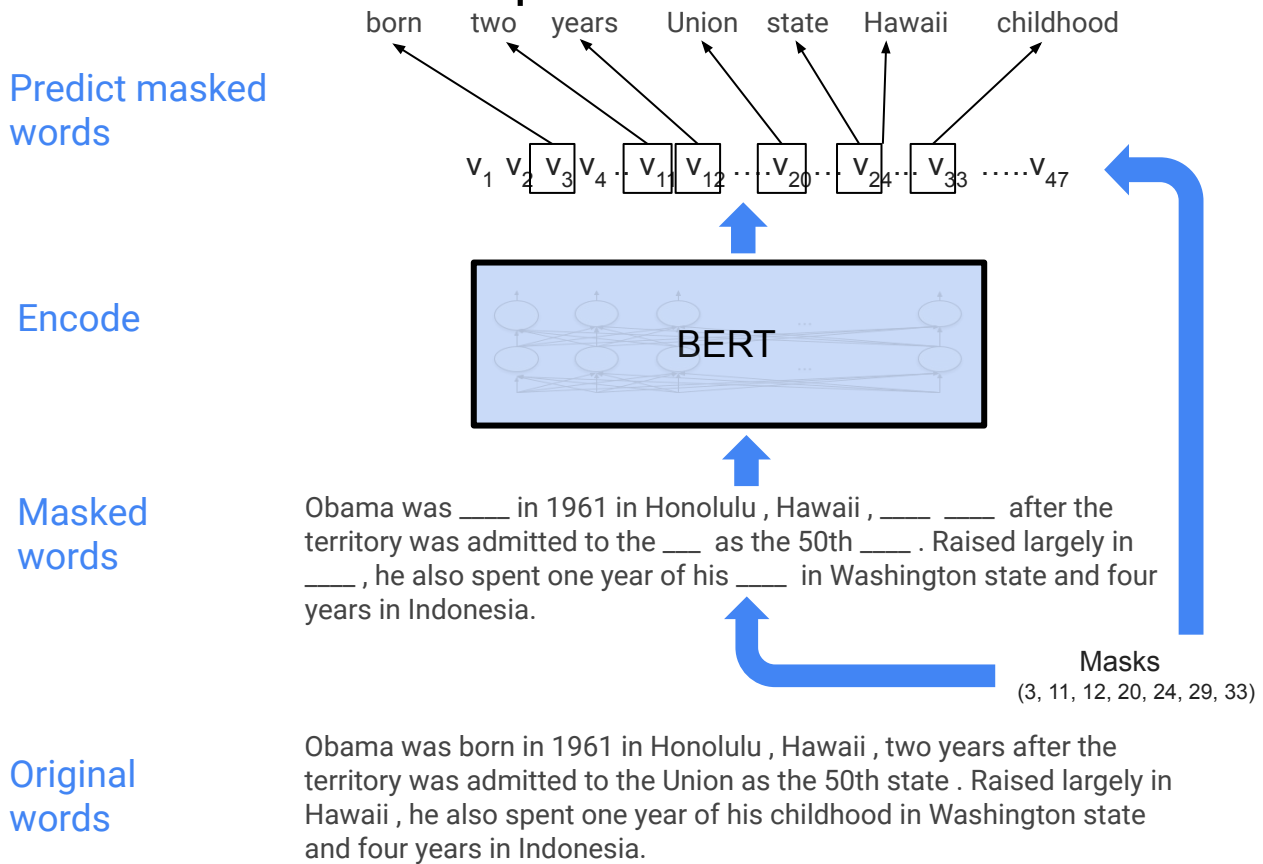 born two years Union state Hawaii childhood
Predict masked
words
v1 v2 v3 v4 .. v11 v12 ....v20... v24... v33 .....v47
Encode
BERT
... 
...
Masked
words
Obama was ____ in 1961 in Honolulu , Hawaii , ____ ____ after the
territory was admitted to the ___ as the 50th ____ . Raised largely in
____ , he also spent one year of his ____ in Washington state and four
years in Indonesia.
Masks
(3, 11, 12, 20, 24, 29, 33)
Original
words
Obama was born in 1961 in Honolulu , Hawaii , two years after the
territory was admitted to the Union as the 50th state . Raised largely in
Hawaii , he also spent one year of his childhood in Washington state
and four years in Indonesia.